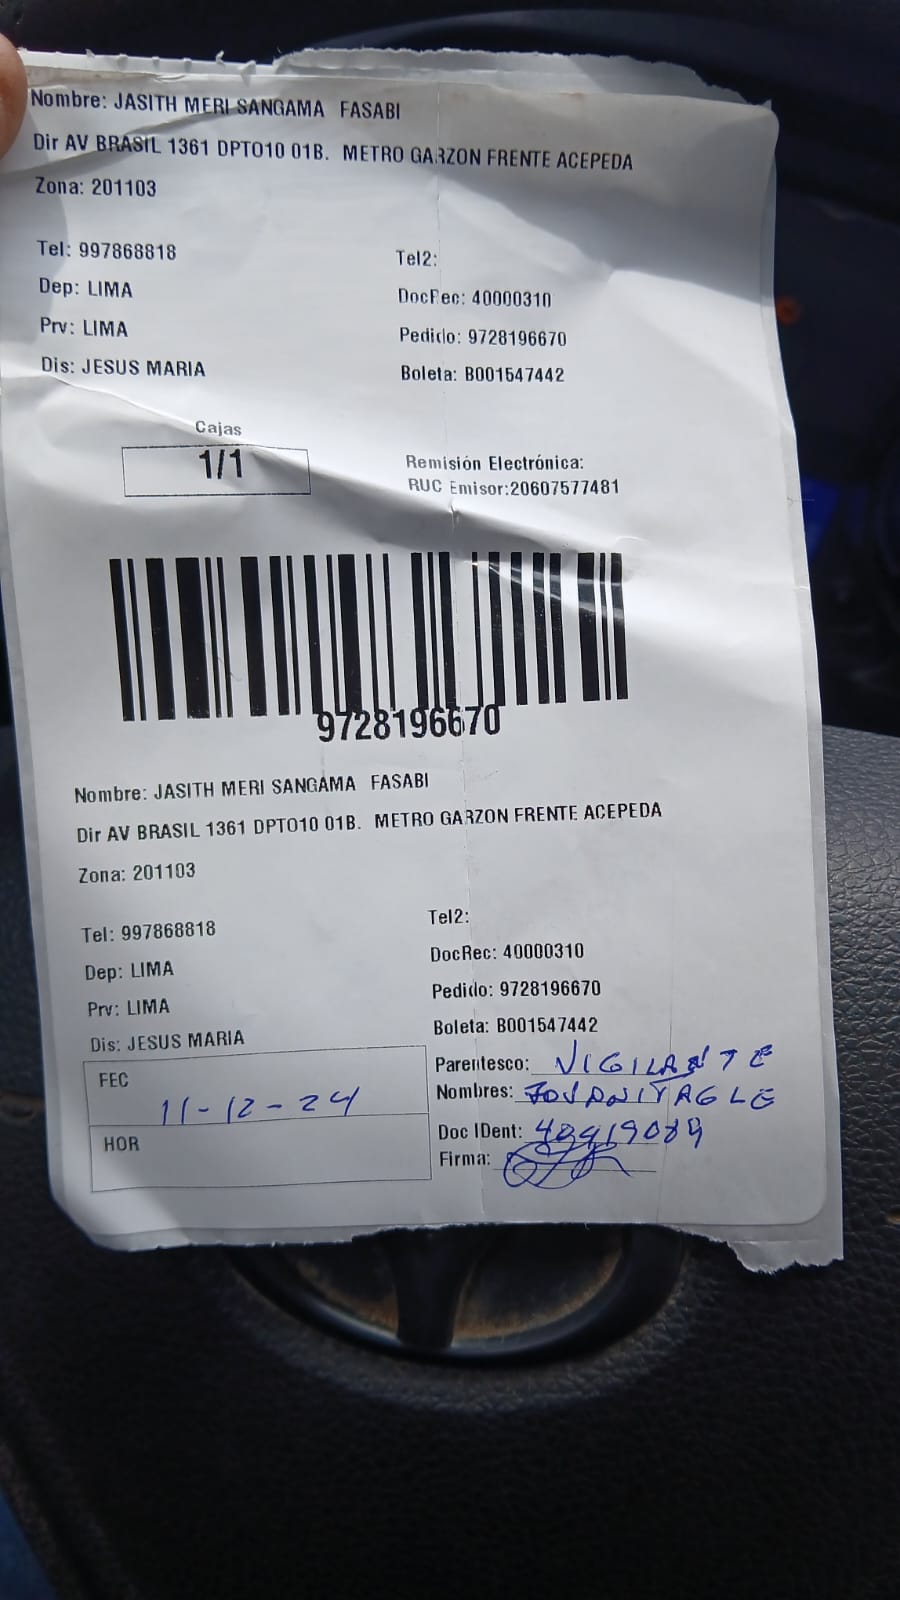 Nombre: JASITH MERI SANGAMA FASABI
Dir AV BRASIL 1361 DPTO10 01B. METRO GARZON FRENTE ACEPEDA
Zona: 201103
Tel: 997868818
Tel2:
Dep: LIMA
DocRec: 40000310
Prv: LIMA
Pedido: 9728196670
Dis: JESUS MARIA
Boleta: B001547442
Cajas
1/1
Remisión Electrónica:
RUC Emisor:20607577481
9728196670
Nombre: JASITH MERI SANGAMA FASABI
Dir AV BRASIL 1361 DPTO10 01B. METRO GARZON FRENTE ACEPEDA
Zona: 201103
Tel: 997868818
Tel2:
Dep: LIMA
DocRec: 40000310
Prv: LIMA
Pedido: 9728196670
Dis: JESUS MARIA
Boleta: B001547442
FEC 11-12-24
HOR
Parentesco: VIGILANTE
Nombres: JOVANI TAGLE
Doc IDent:
Firma: